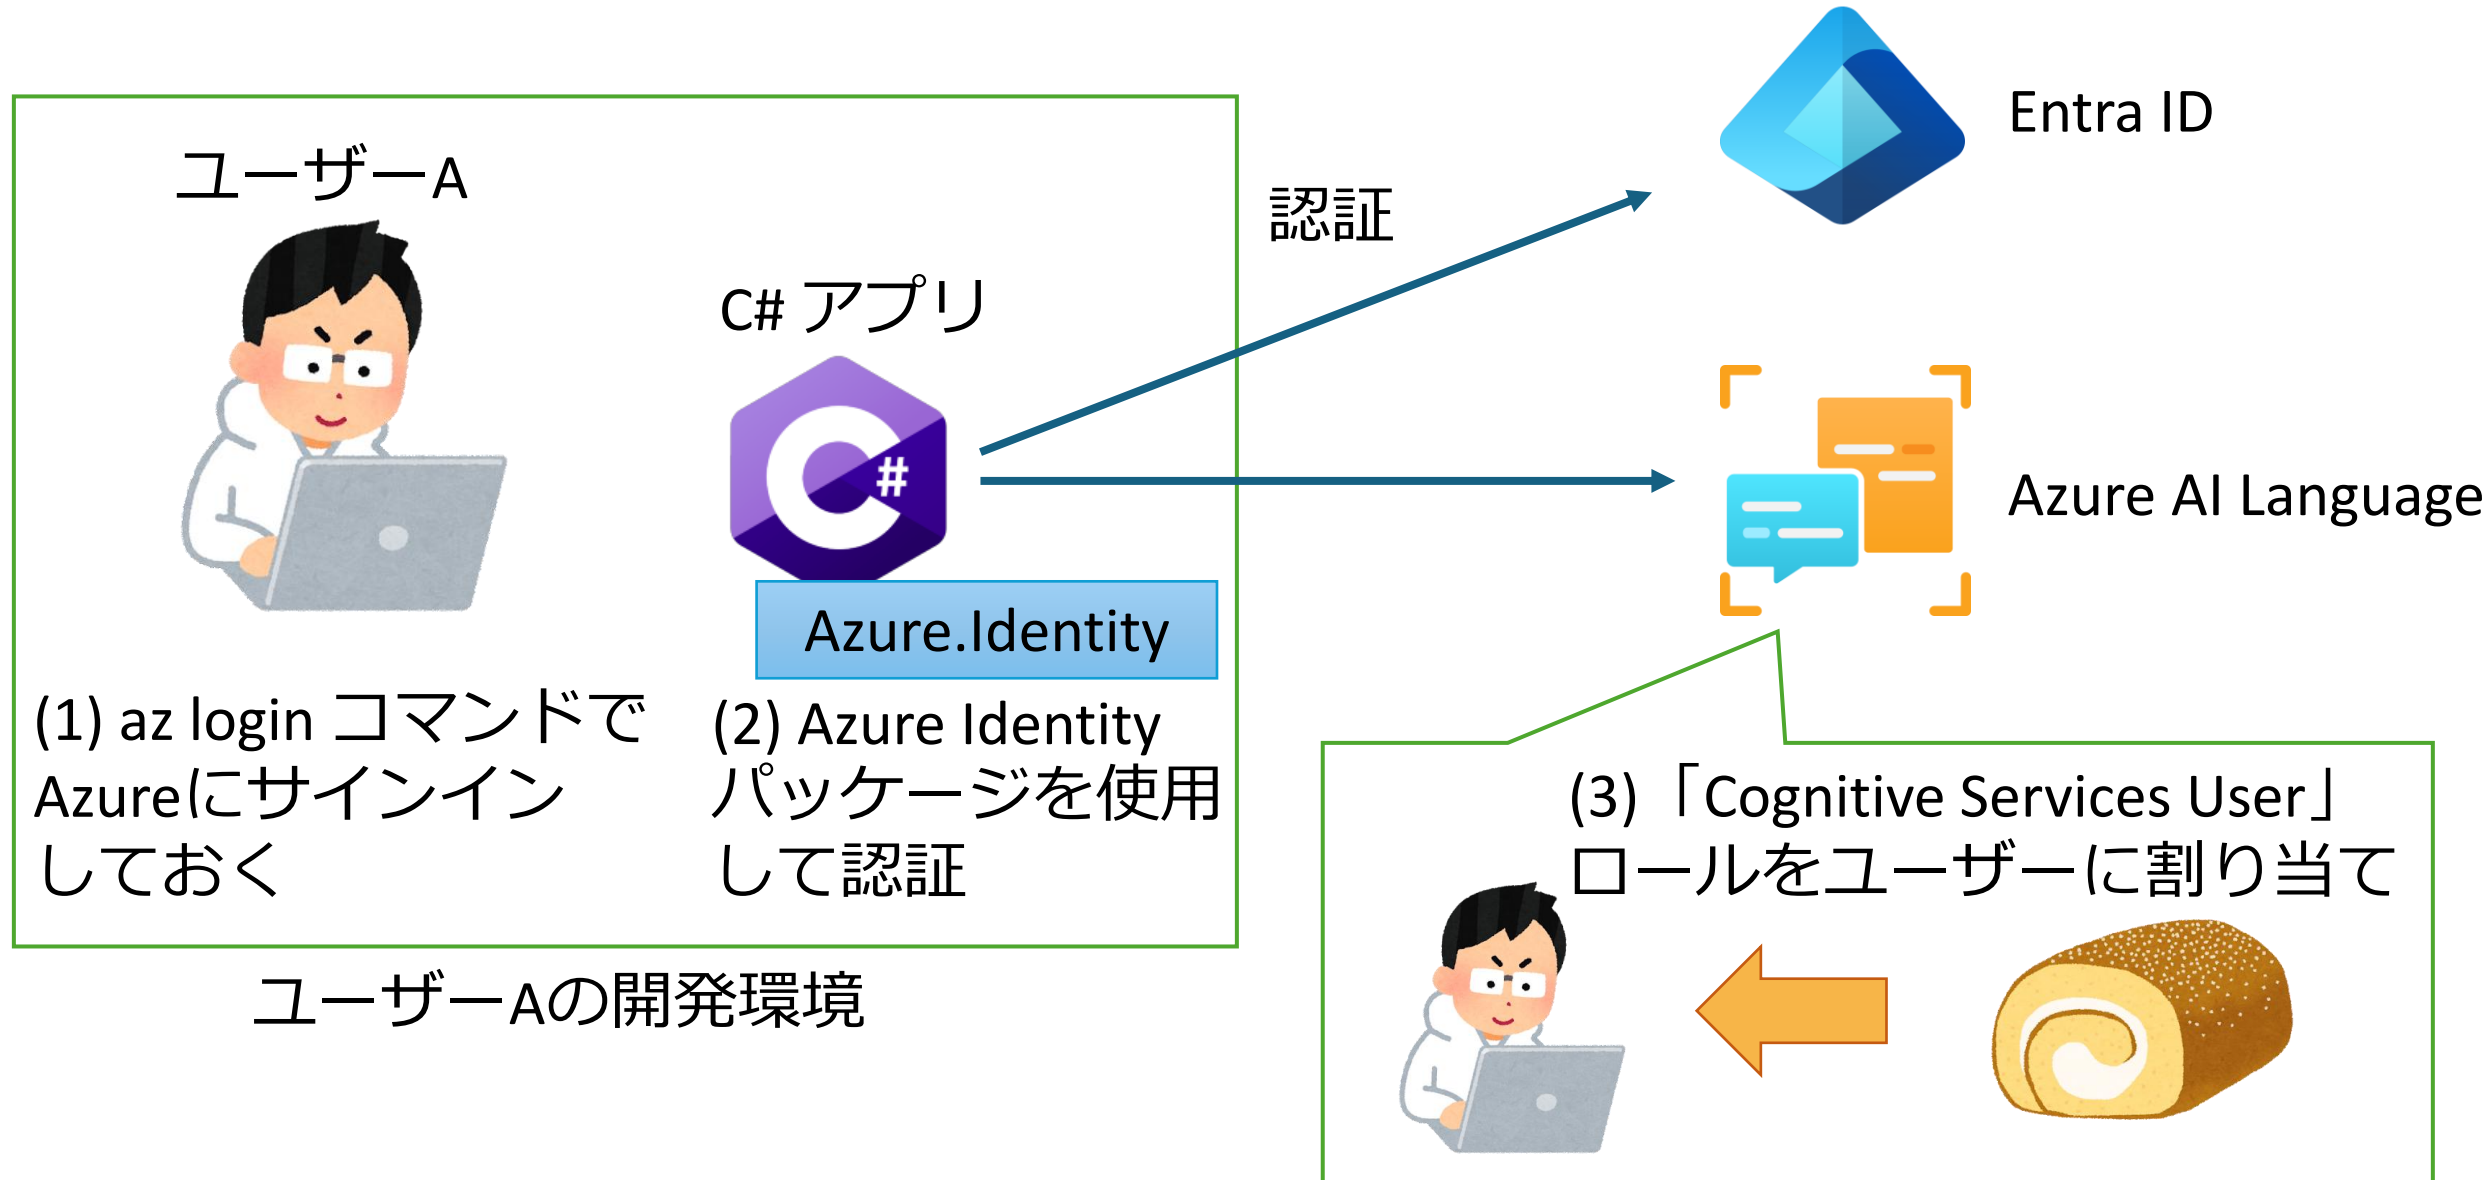 Entra ID
ユーザーA
認証
C# アプリ
Azure AI Language
Azure.Identity
(1) az login コマンドで
Azureにサインイン
しておく
(2) Azure Identity
パッケージを使用
して認証
(3) 「Cognitive Services User」
ロールをユーザーに割り当て
ユーザーAの開発環境